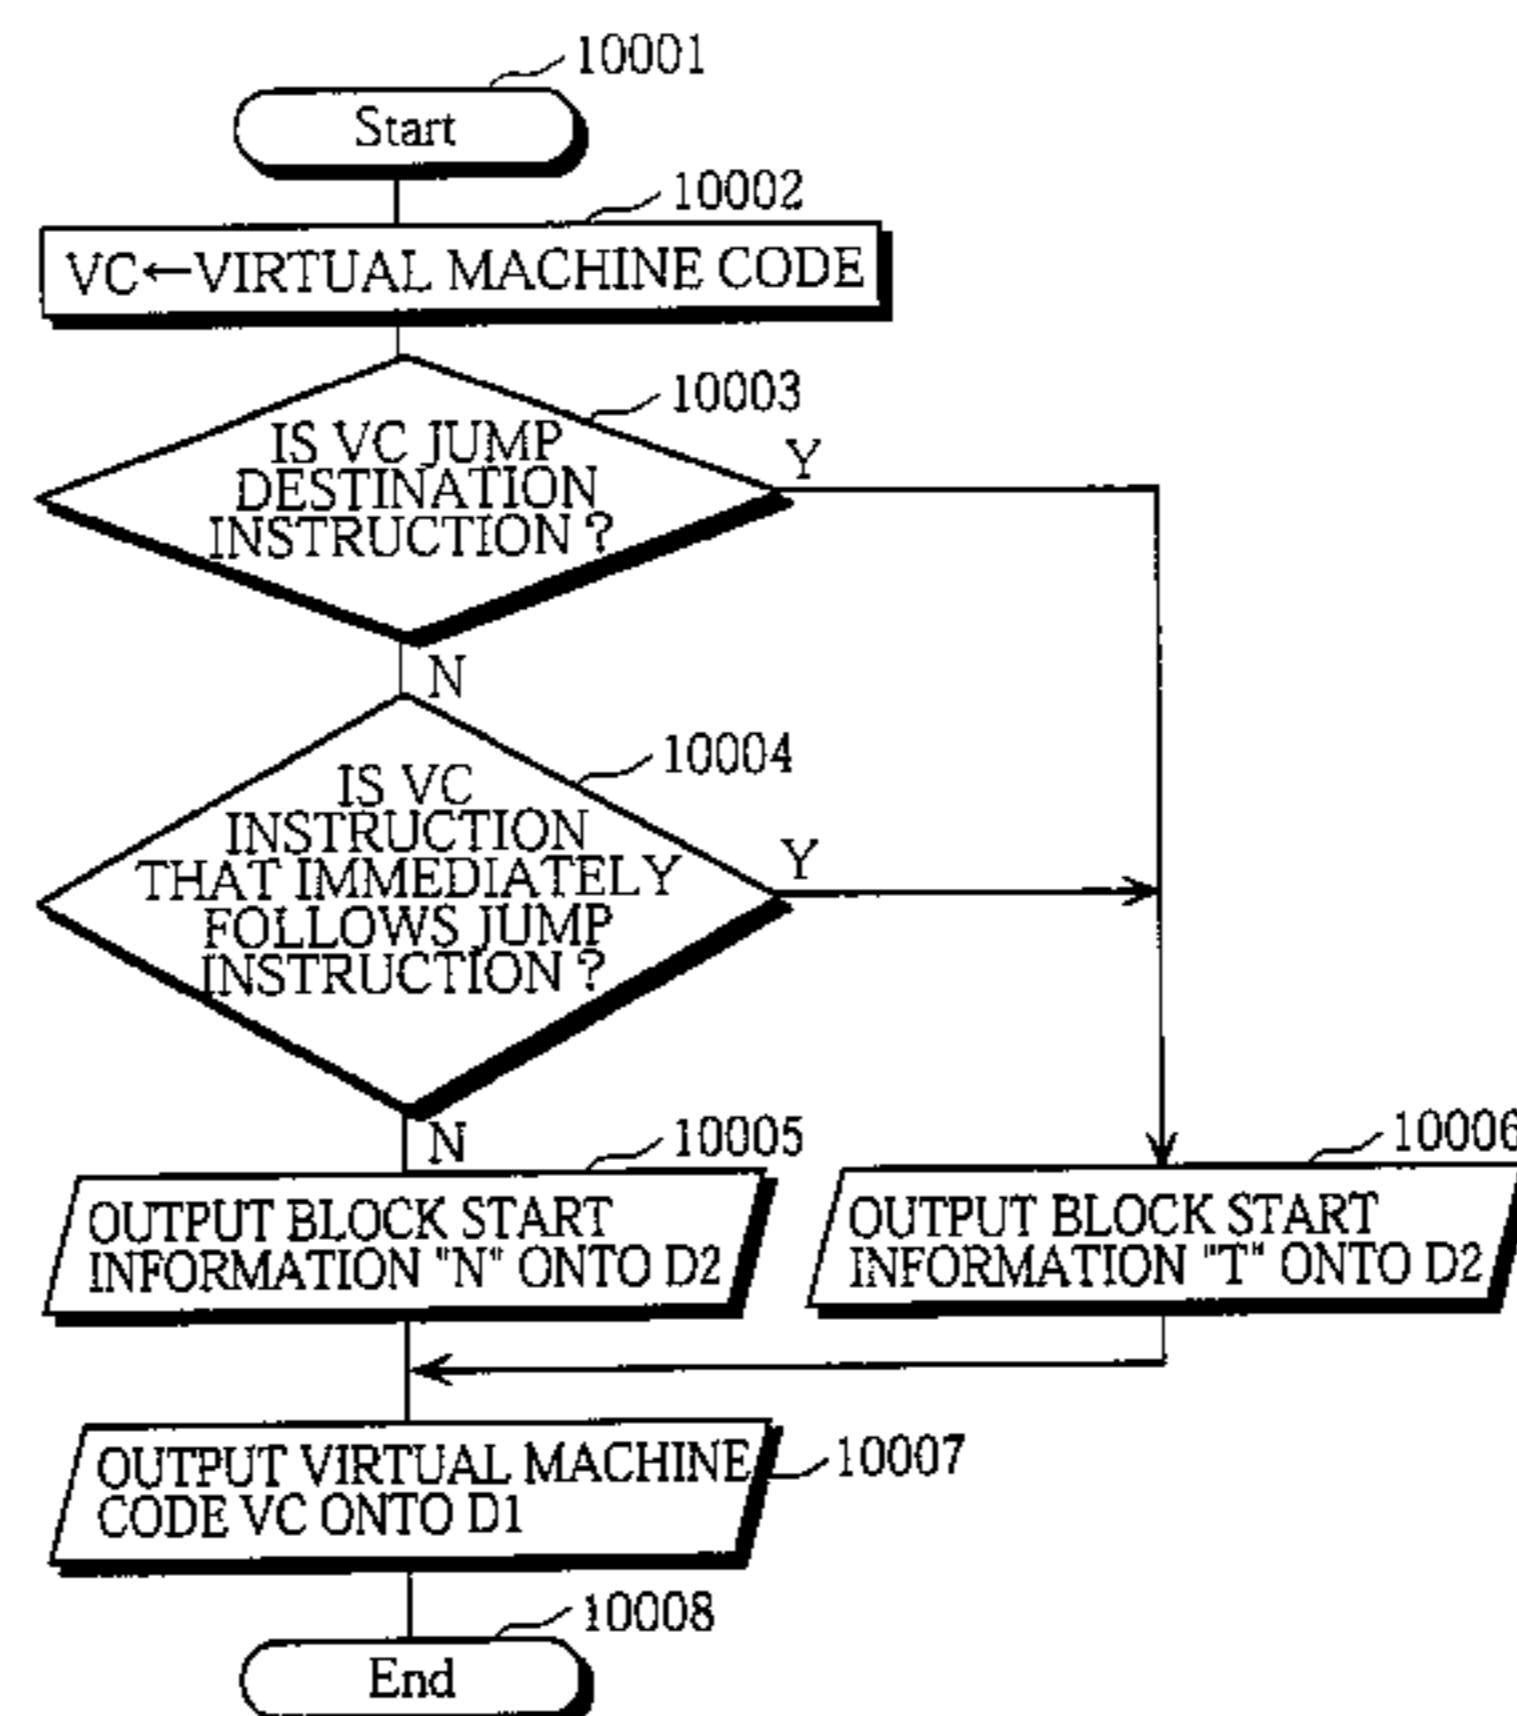 10001
Start
10002
VC←VIRTUAL MACHINE CODE
10003
IS VC JUMP
DESTINATION
INSTRUCTION ?
Y
N
10004
IS VC
INSTRUCTION
THAT IMMEDIATELY
FOLLOWS JUMP
INSTRUCTION ?
Y
N
10005
OUTPUT BLOCK START
INFORMATION "N" ONTO D2
10006
OUTPUT BLOCK START
INFORMATION "T" ONTO D2
OUTPUT VIRTUAL MACHINE
CODE VC ONTO D1
10007
10008
End